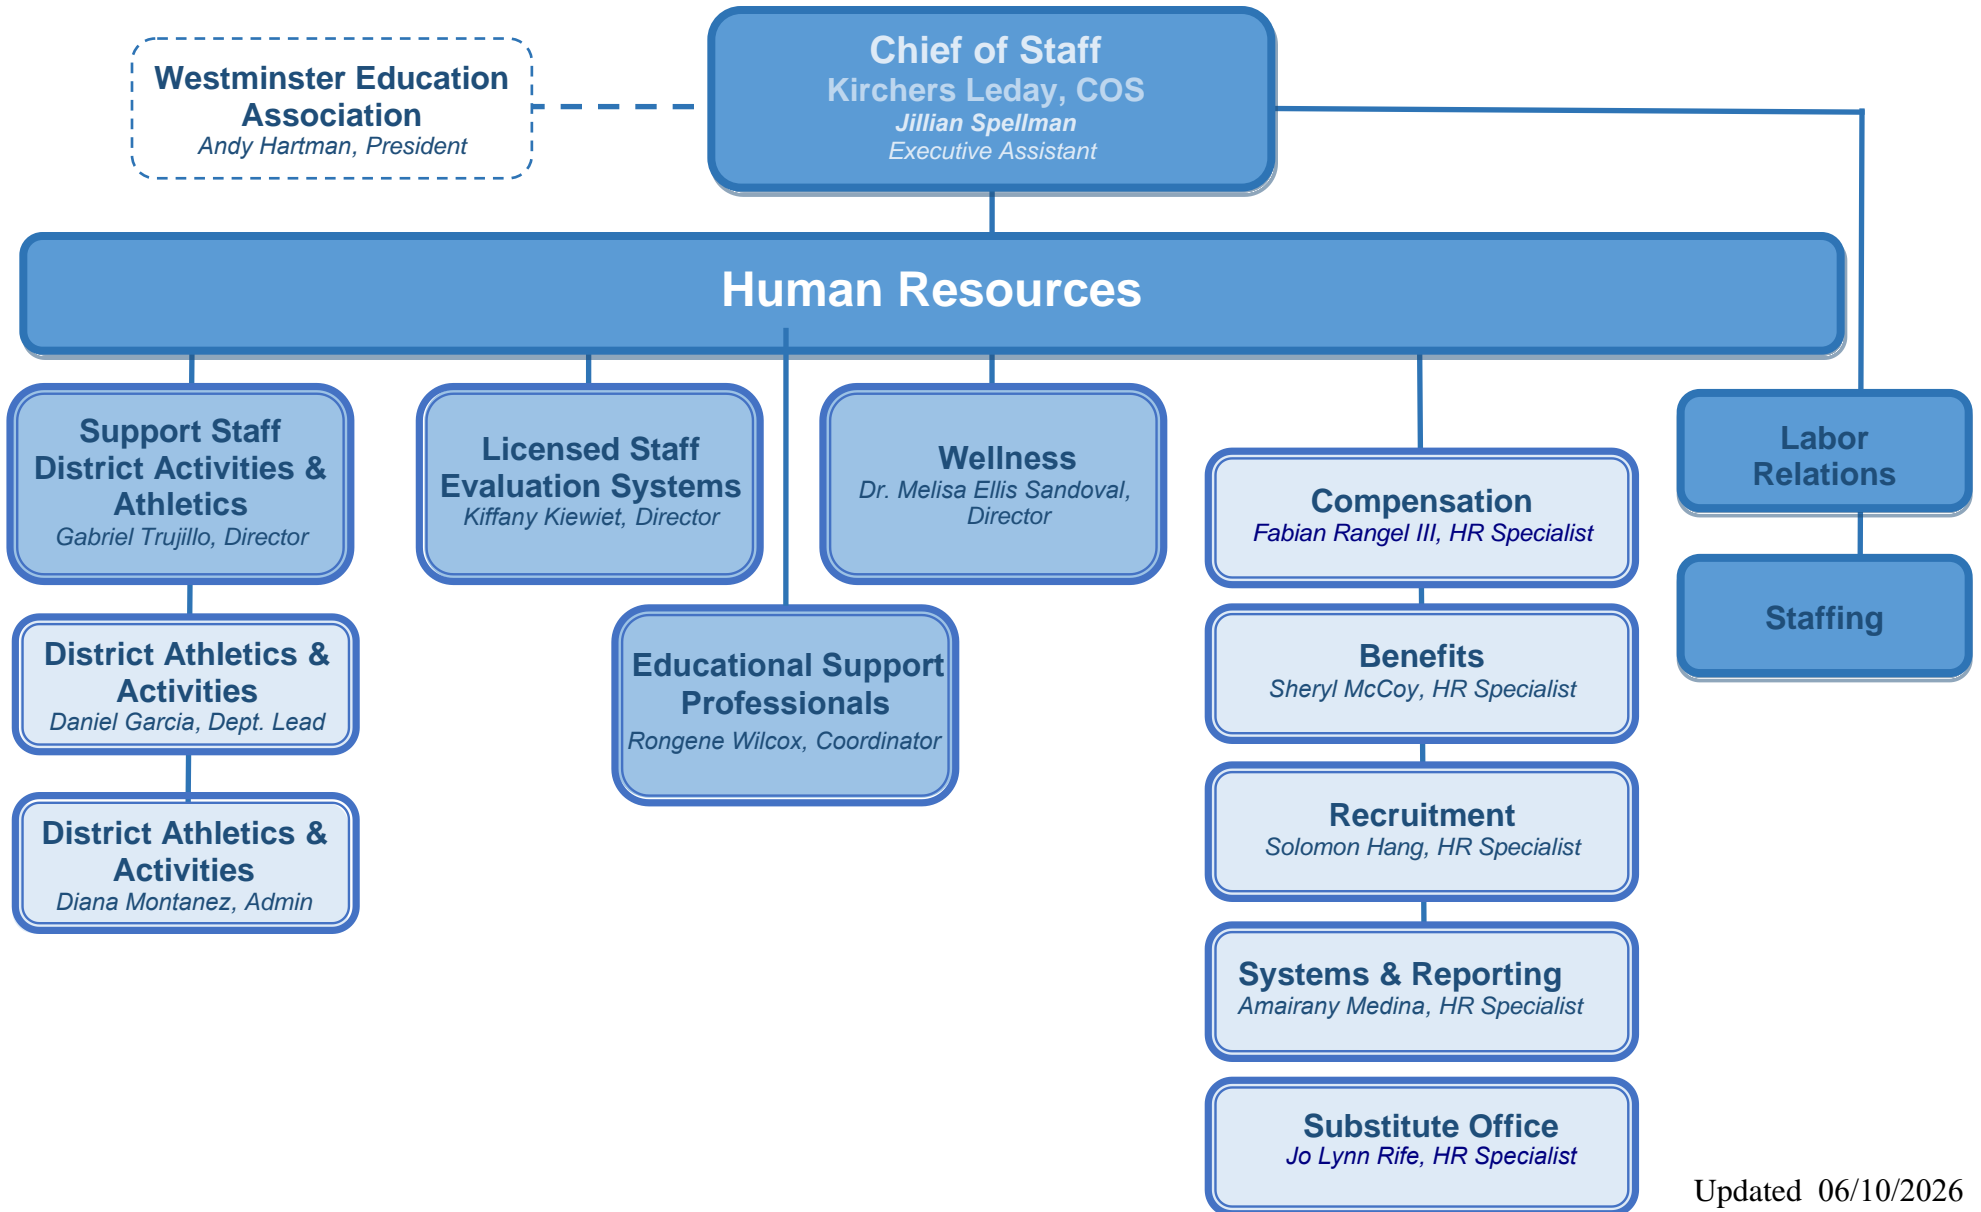 Westminster Education
Association
Andy Hartman, President
Chief of Staff
Kirchers Leday, COS
Jillian Spellman
Executive Assistant
Human Resources
Support Staff
District Activities &
Athletics
Gabriel Trujillo, Director
District Athletics &
Activities
Daniel Garcia, Dept. Lead
District Athletics &
Activities
Diana Montanez, Admin
Licensed Staff
Evaluation Systems
Kiffany Kiewiet, Director
Educational Support
Professionals
Rongene Wilcox, Coordinator
Wellness
Dr. Melisa Ellis Sandoval,
Director
Compensation
Fabian Rangel III, HR Specialist
Benefits
Sheryl McCoy, HR Specialist
Recruitment
Solomon Hang, HR Specialist
Systems & Reporting
Amairany Medina, HR Specialist
Substitute Office
Jo Lynn Rife, HR Specialist
Labor
Relations
Staffing
Updated 06/10/2026